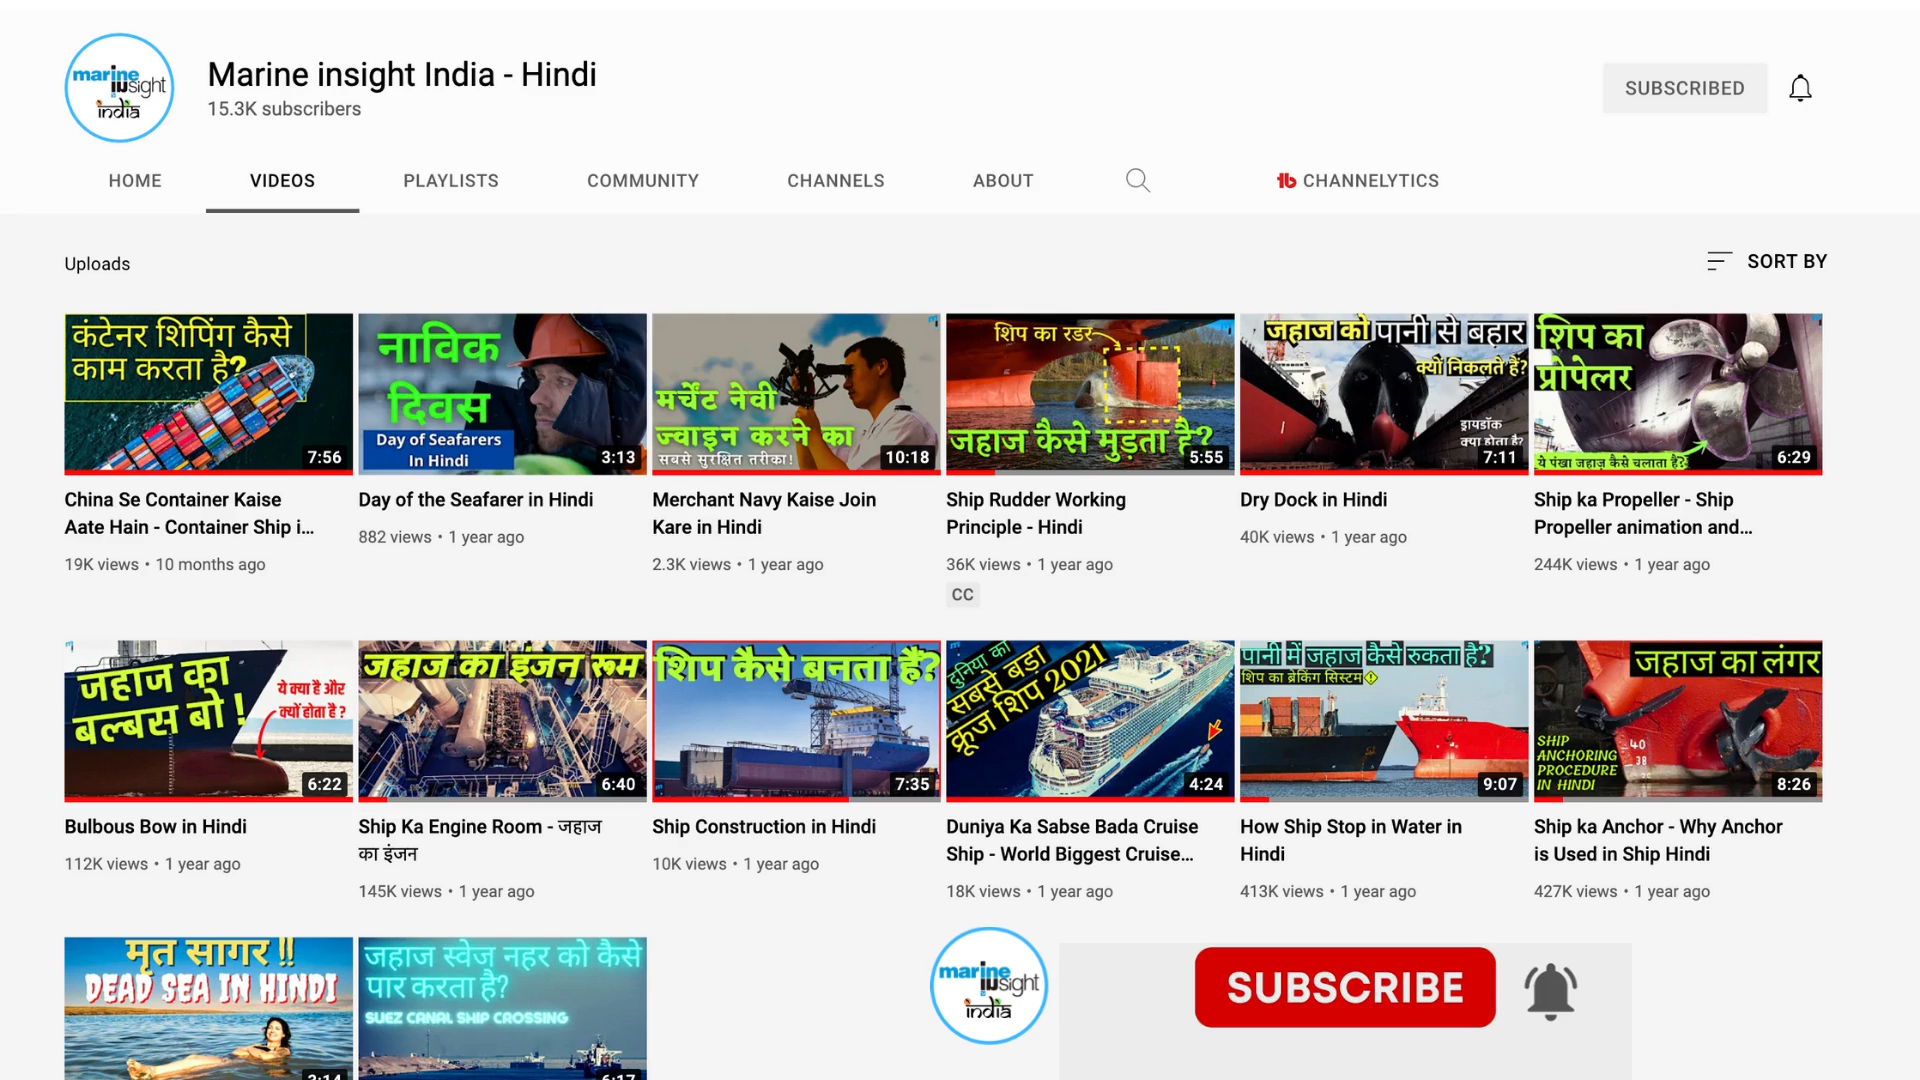 marine
insight
india
Marine insight India - Hindi
15.3K subscribers
SUBSCRIBED
HOME
VIDEOS
PLAYLISTS
COMMUNITY
CHANNELS
ABOUT
CHANNELYTICS
Uploads
SORT BY
कंटेनर शिपिंग कैसे
काम करता है?
7:56
नाविक
दिवस
Day of Seafarers
In Hindi
3:13
मर्चेंट नेवी
ज्वाइन करने का
सबसे सुरक्षित तरीका!
10:18
शिप का रडर
जहाज कैसे मुड़ता है?
5:55
जहाज को पानी से बहार
क्यों निकलते हैं?
ड्रायडॉक
क्या होता है?
7:11
शिप का
प्रोपेलर
ये पंखा जहाज़ कैसे चलाता है?
6:29
China Se Container Kaise
Aate Hain - Container Ship i...
19K views • 10 months ago
Day of the Seafarer in Hindi
882 views • 1 year ago
Merchant Navy Kaise Join
Kare in Hindi
2.3K views • 1 year ago
Ship Rudder Working
Principle - Hindi
36K views • 1 year ago
CC
Dry Dock in Hindi
40K views • 1 year ago
Ship ka Propeller - Ship
Propeller animation and...
244K views • 1 year ago
जहाज का
बल्बस बो !
ये क्या है और
क्यों होता है ?
6:22
जहाज का इंजन रूम
6:40
शिप कैसे बनता है?
7:35
दुनिया का
सबसे बड़ा
क्रूज शिप 2021
4:24
पानी में जहाज कैसे रुकता है?
शिप का ब्रेकिंग सिस्टम
9:07
जहाज का लंगर
SHIP
ANCHORING
PROCEDURE
IN HINDI
40
38
8:26
Bulbous Bow in Hindi
112K views • 1 year ago
Ship Ka Engine Room - जहाज
का इंजन
145K views • 1 year ago
Ship Construction in Hindi
10K views • 1 year ago
Duniya Ka Sabse Bada Cruise
Ship - World Biggest Cruise...
18K views • 1 year ago
How Ship Stop in Water in
Hindi
413K views • 1 year ago
Ship ka Anchor - Why Anchor
is Used in Ship Hindi
427K views • 1 year ago
मृत सागर !!
DEAD SEA IN HINDI
3:14
जहाज स्वेज नहर को कैसे
पार करता है?
SUEZ CANAL SHIP CROSSING
6:17
marine
insight
india
SUBSCRIBE